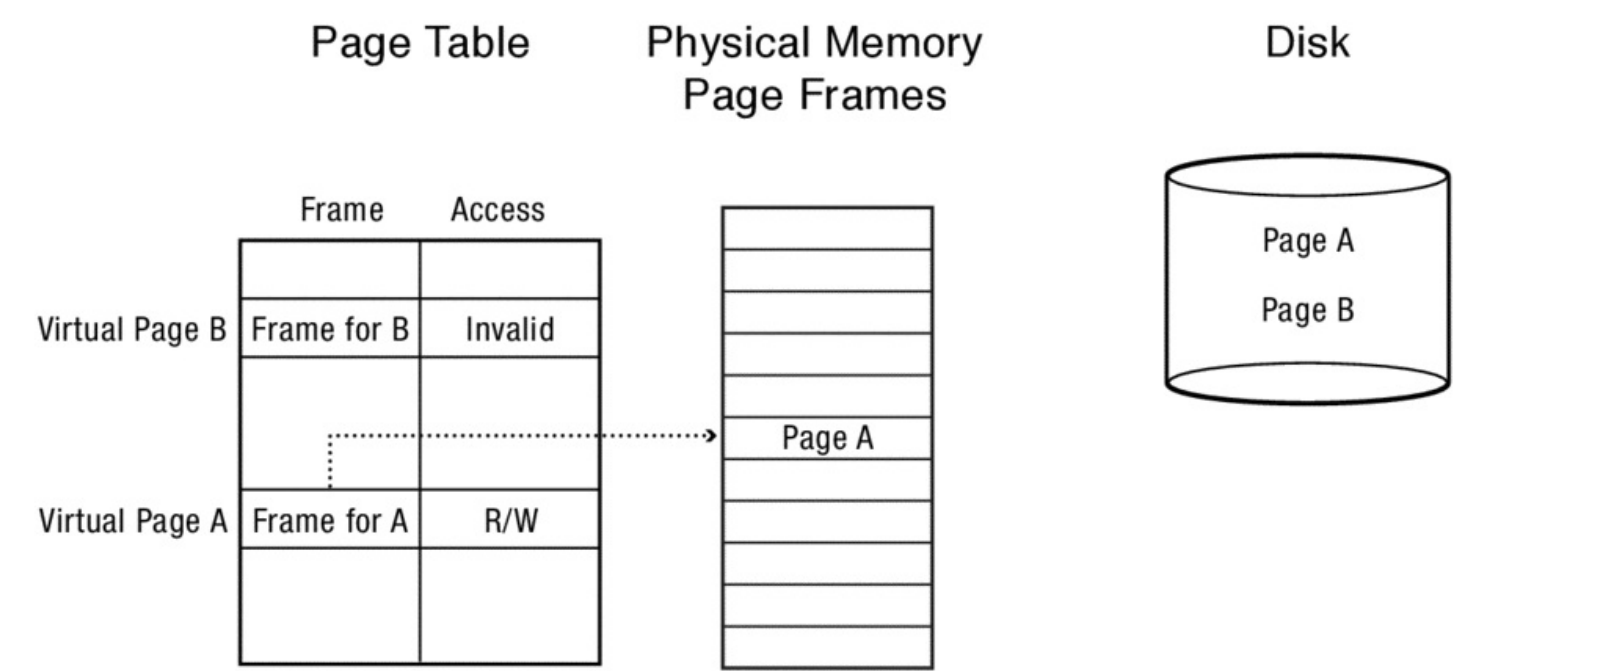 Page Table
Physical Memory
Page Frames
Disk
Frame Access
Virtual Page B Frame for B Invalid
Virtual Page A Frame for A R/W
Page A
Page A
Page B